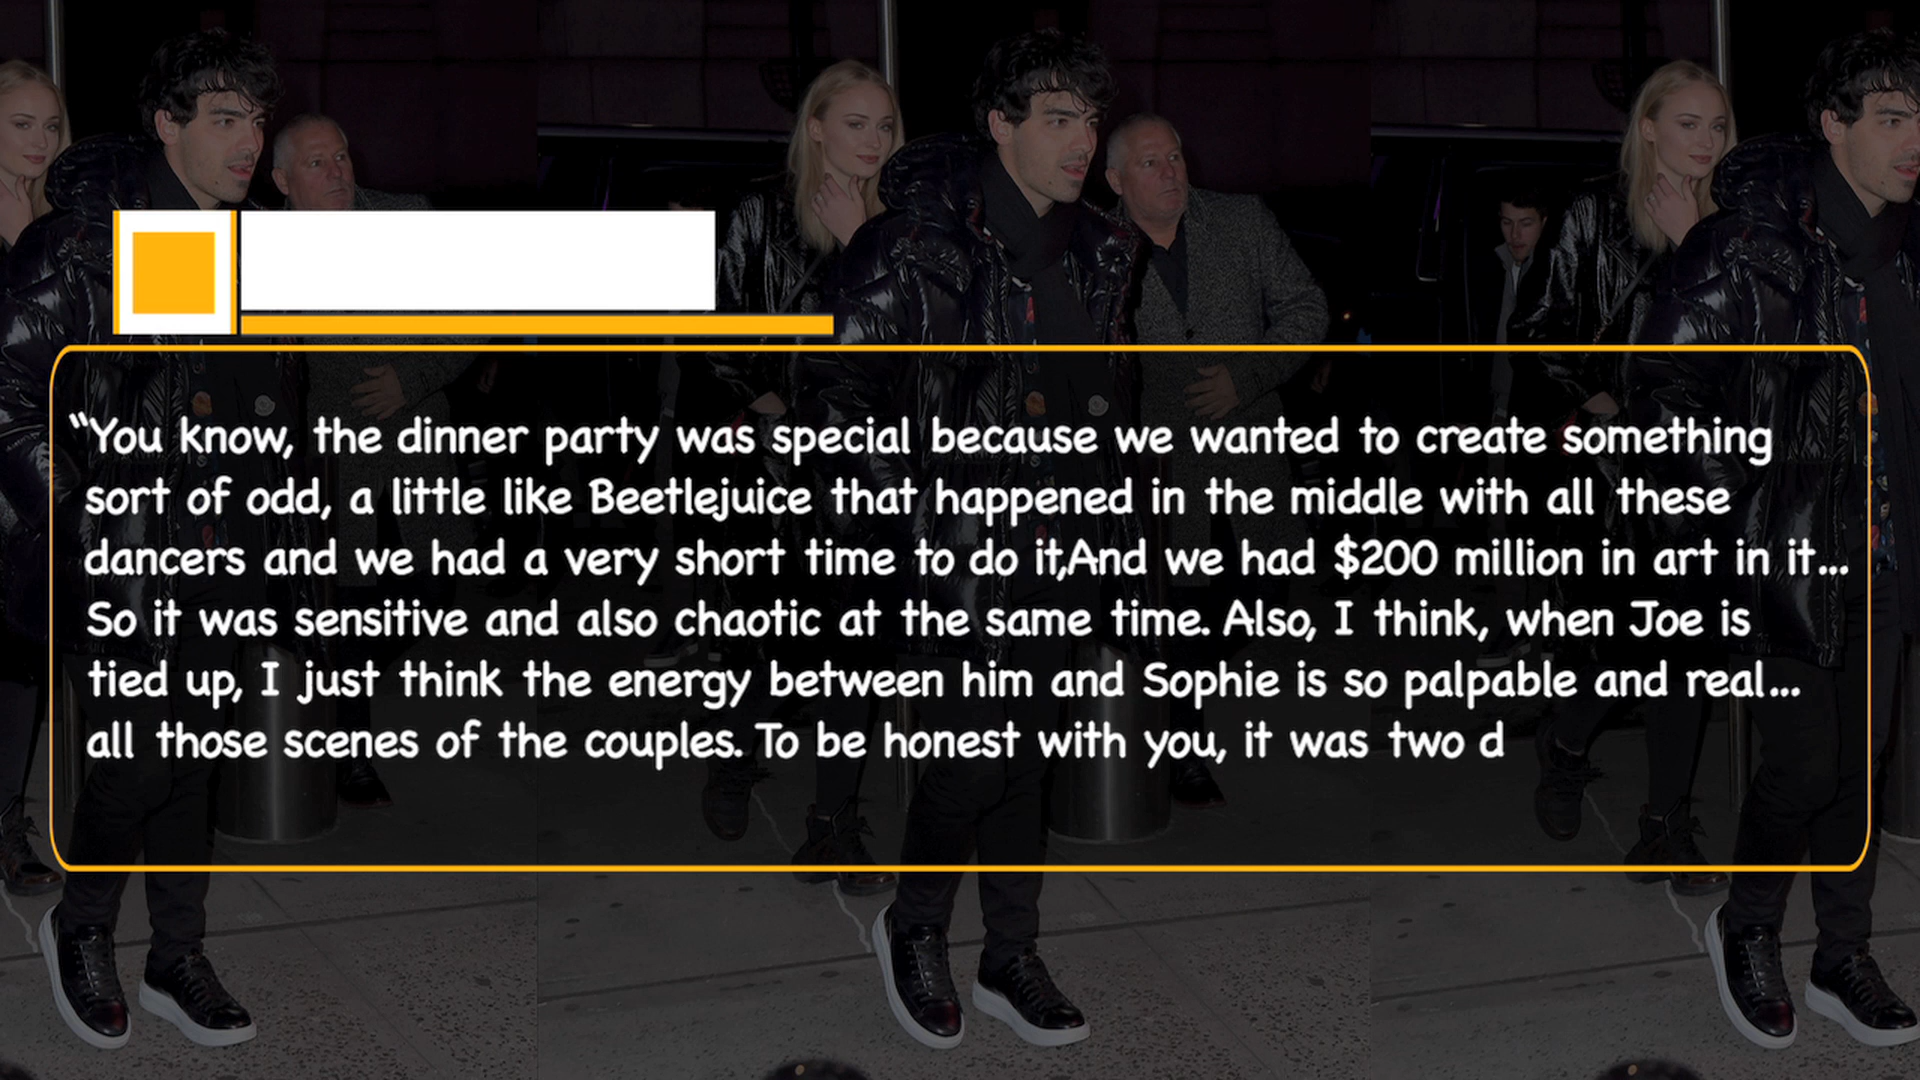 “You know, the dinner party was special because we wanted to create something
sort of odd, a little like Beetlejuice that happened in the middle with all these
dancers and we had a very short time to do it,And we had $200 million in art in it...
So it was sensitive and also chaotic at the same time. Also, I think, when Joe is
tied up, I just think the energy between him and Sophie is so palpable and real...
all those scenes of the couples. To be honest with you, it was two d